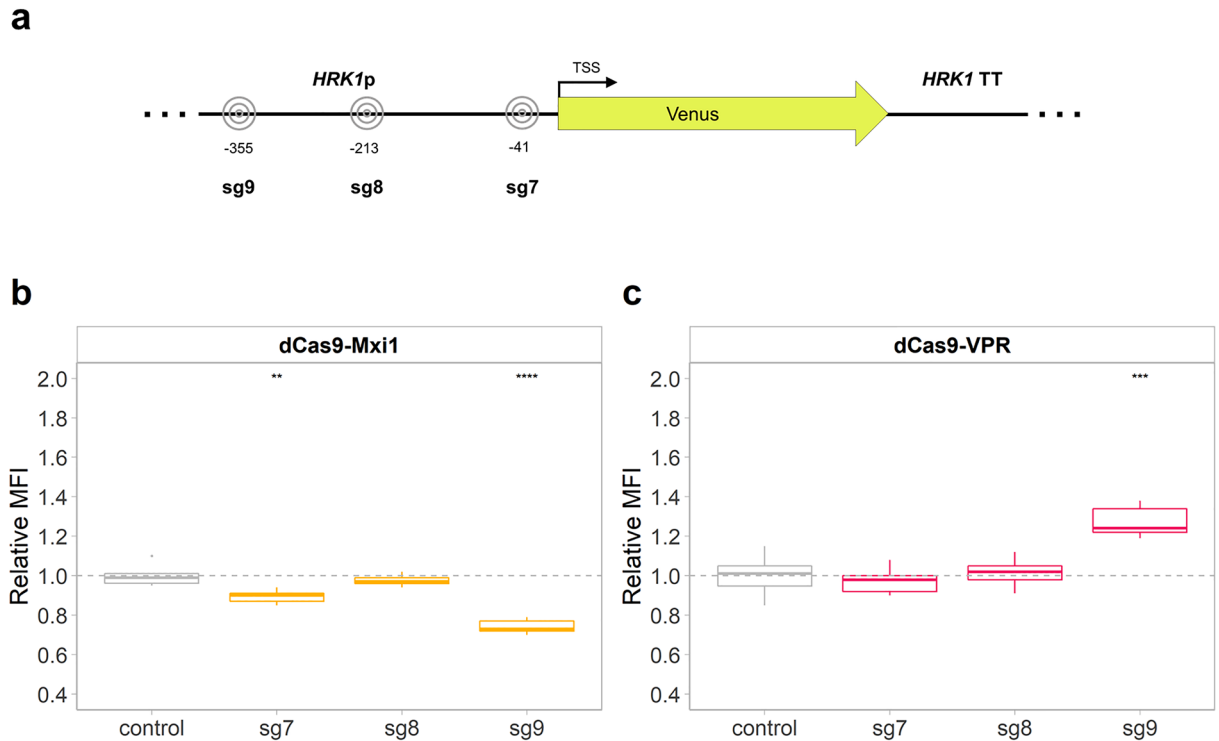 a
HRK1p
TSS
HRK1 TT
Venus
-355
-213
-41
sg9
sg8
sg7
b
c
dCas9-Mxi1
dCas9-VPR
**
****
***
Relative MFI
2.0
1.8
1.6
1.4
1.2
1.0
0.8
0.6
0.4
control
sg7
sg8
sg9
Relative MFI
2.0
1.8
1.6
1.4
1.2
1.0
0.8
0.6
0.4
control
sg7
sg8
sg9